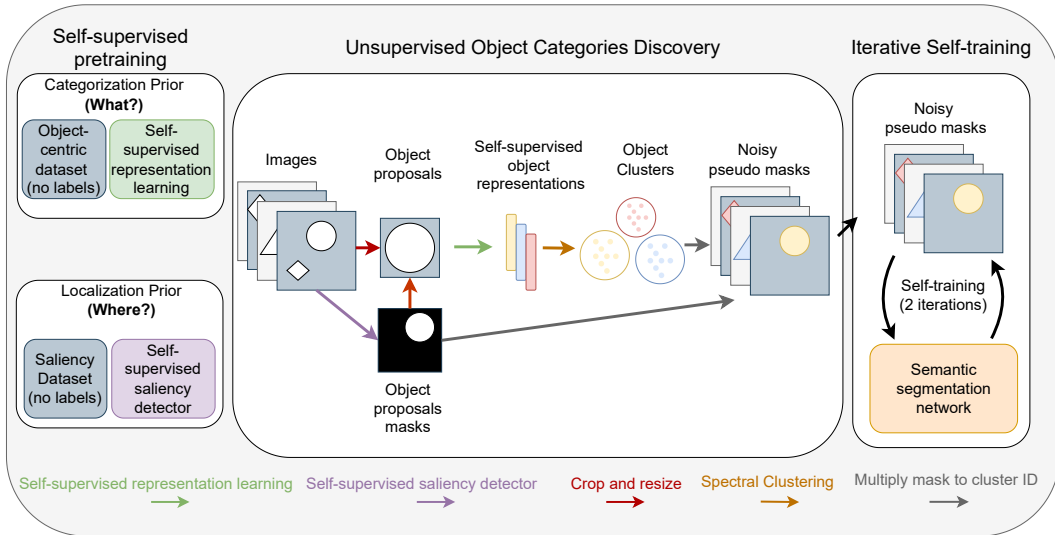 Self-supervised
pretraining
Categorization Prior
(What?)
Object-
centric
dataset
(no labels)
Self-
supervised
representation
learning
Localization Prior
(Where?)
Saliency
Dataset
(no labels)
Self-
supervised
saliency
detector
Unsupervised Object Categories Discovery
Images
Object
proposals
Self-supervised
object
representations
Object
Clusters
Noisy
pseudo masks
Object
proposals
masks
Iterative Self-training
Noisy
pseudo masks
Self-training
(2 iterations)
Semantic
segmentation
network
Self-supervised representation learning
Self-supervised saliency detector
Crop and resize
Spectral Clustering
Multiply mask to cluster ID